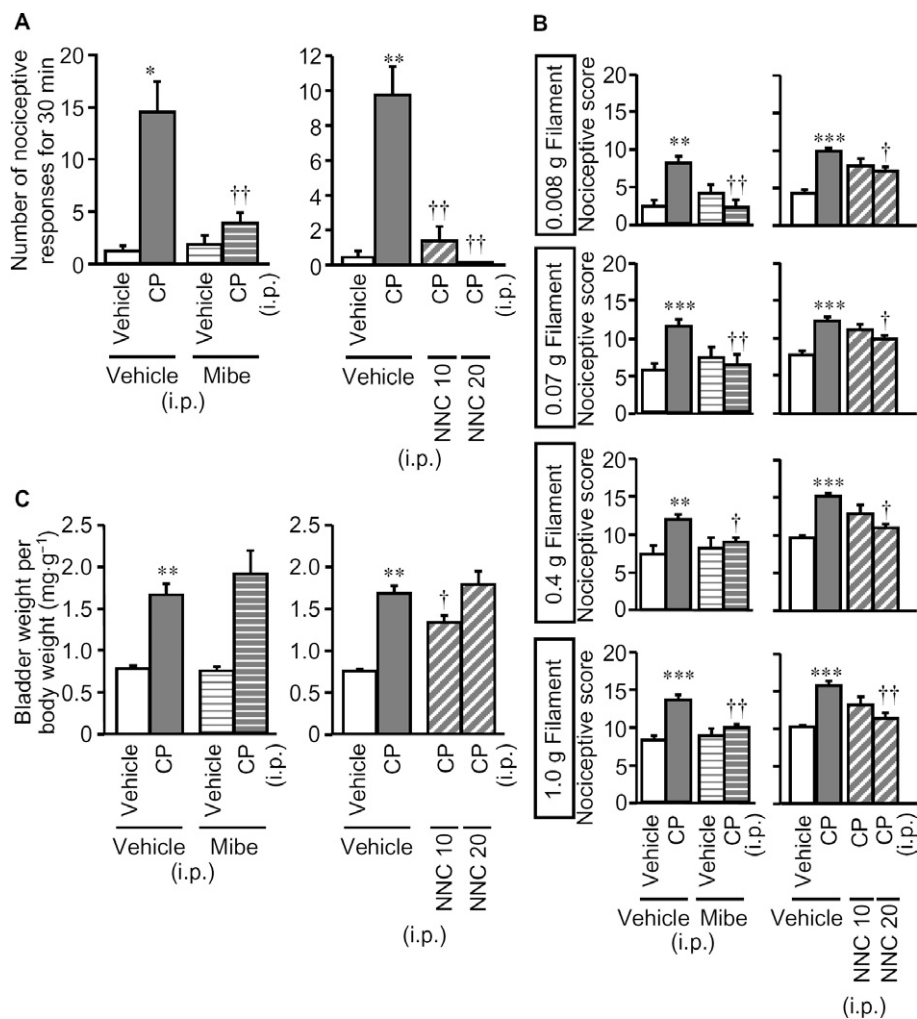 A
Number of nociceptive
responses for 30 min
20
15
10
5
0
*
††
Vehicle
CP
Vehicle
CP
(i.p.)
Vehicle
Mibe
(i.p.)
12
10
8
6
4
2
0
**
††
††
Vehicle
CP
CP
CP
(i.p.)
Vehicle
NNC 10
NNC 20
(i.p.)
B
0.008 g Filament
Nociceptive score
20
15
10
5
0
**
††
***
†
0.07 g Filament
Nociceptive score
20
15
10
5
0
***
††
***
†
0.4 g Filament
Nociceptive score
20
15
10
5
0
**
†
***
†
1.0 g Filament
Nociceptive score
20
15
10
5
0
***
††
***
††
Vehicle
CP
Vehicle
CP
(i.p.)
Vehicle
Mibe
(i.p.)
Vehicle
CP
CP
CP
(i.p.)
Vehicle
NNC 10
NNC 20
(i.p.)
C
Bladder weight per
body weight (mg·g⁻¹)
2.5
2.0
1.5
1.0
0.5
0
**
Vehicle
CP
Vehicle
CP
(i.p.)
Vehicle
Mibe
(i.p.)
2.5
2.0
1.5
1.0
0.5
0
**
†
Vehicle
CP
CP
CP
(i.p.)
Vehicle
NNC 10
NNC 20
(i.p.)